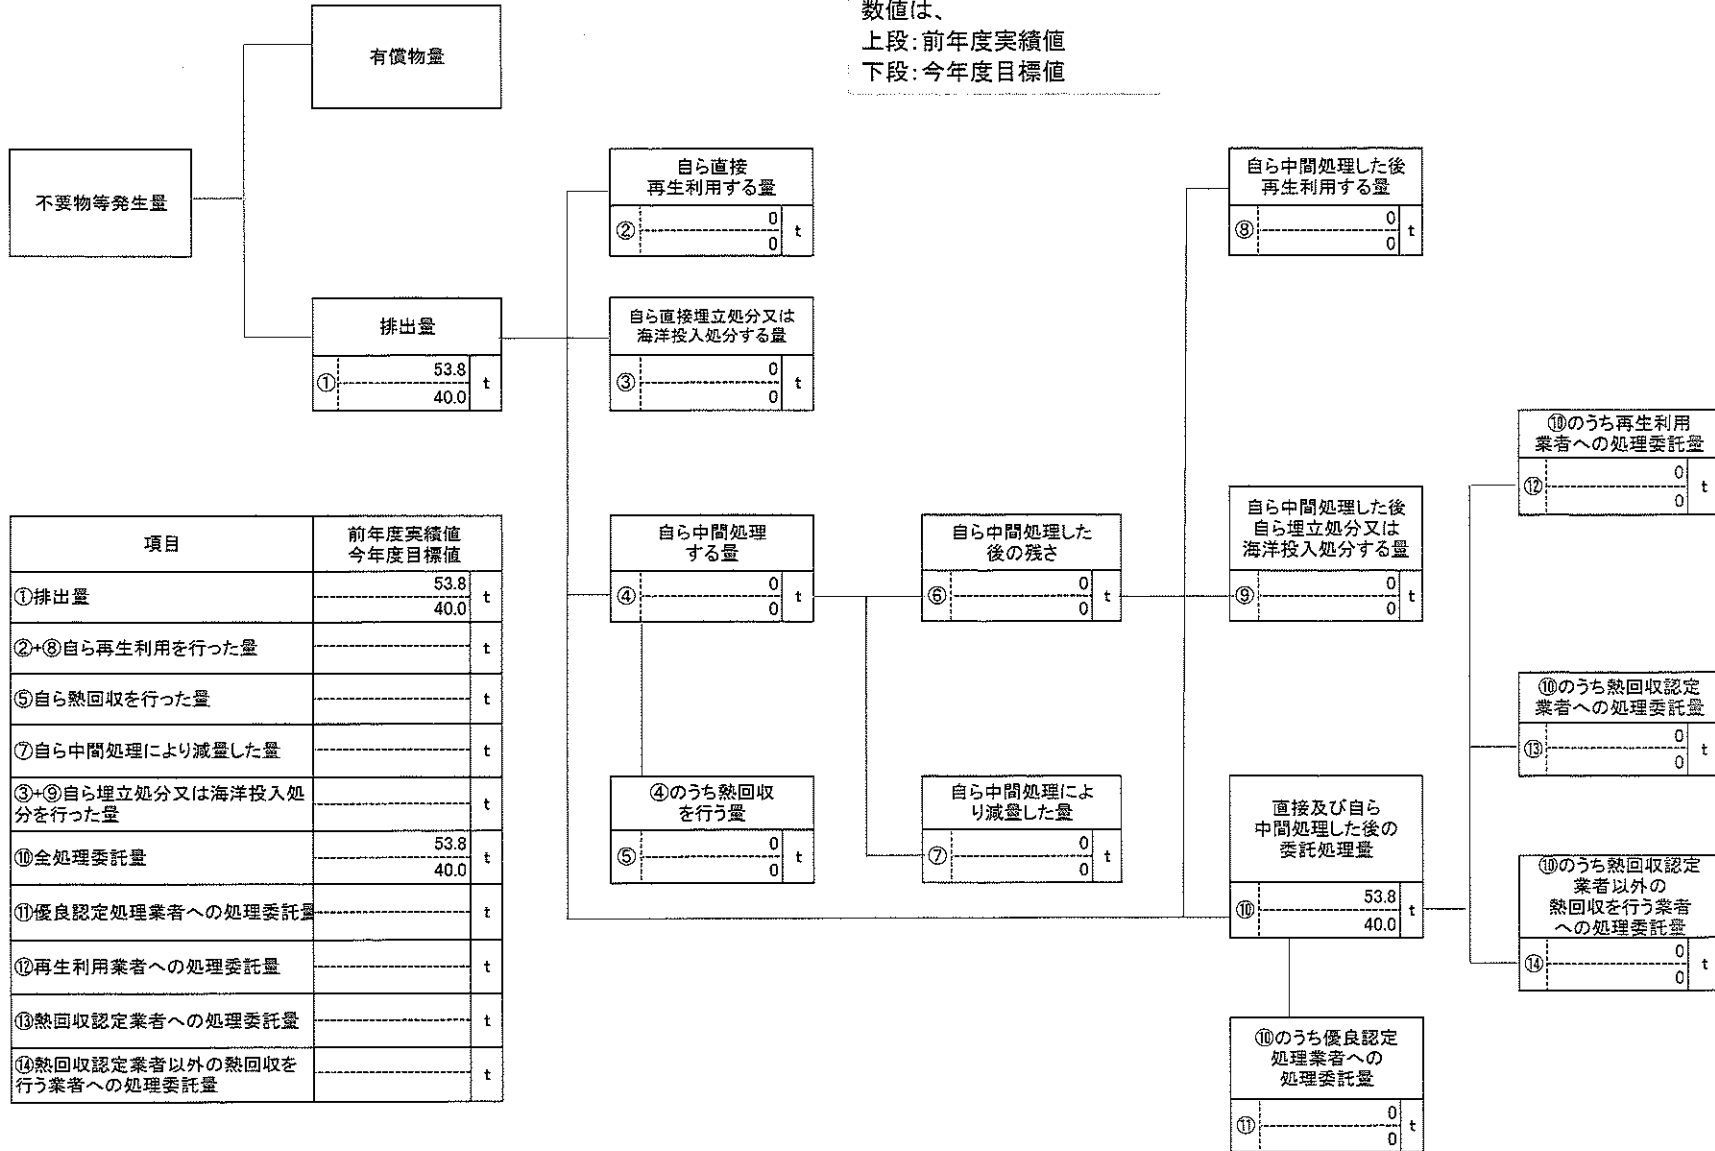 数値は、
上段:前年度実績値
下段:今年度目標値
有償物量
不要物等発生量
排出量
① 53.8 t
40.0
自ら直接
再生利用する量
② 0 t
0
自ら直接埋立処分又は
海洋投入処分する量
③ 0 t
0
自ら中間処理
する量
④ 0 t
0
④のうち熱回収
を行う量
⑤ 0 t
0
自ら中間処理した
後の残さ
⑥ 0 t
0
自ら中間処理によ
り減量した量
⑦ 0 t
0
自ら中間処理した後
再生利用する量
⑧ 0 t
0
自ら中間処理した後
自ら埋立処分又は
海洋投入処分する量
⑨ 0 t
0
直接及び自ら
中間処理した後の
委託処理量
⑩ 53.8 t
40.0
⑩のうち優良認定
処理業者への
処理委託量
⑪ 0 t
0
⑩のうち再生利用
業者への処理委託量
⑫ 0 t
0
⑩のうち熱回収認定
業者への処理委託量
⑬ 0 t
0
⑩のうち熱回収認定
業者以外の
熱回収を行う業者
への処理委託量
⑭ 0 t
0
項目 前年度実績値
今年度目標値
①排出量 53.8 t
40.0
②+⑧自ら再生利用を行った量 t
⑤自ら熱回収を行った量 t
⑦自ら中間処理により減量した量 t
③+⑨自ら埋立処分又は海洋投入処
分を行った量 t
⑩全処理委託量 53.8 t
40.0
⑪優良認定処理業者への処理委託量 t
⑫再生利用業者への処理委託量 t
⑬熱回収認定業者への処理委託量 t
⑭熱回収認定業者以外の熱回収を
行う業者への処理委託量 t